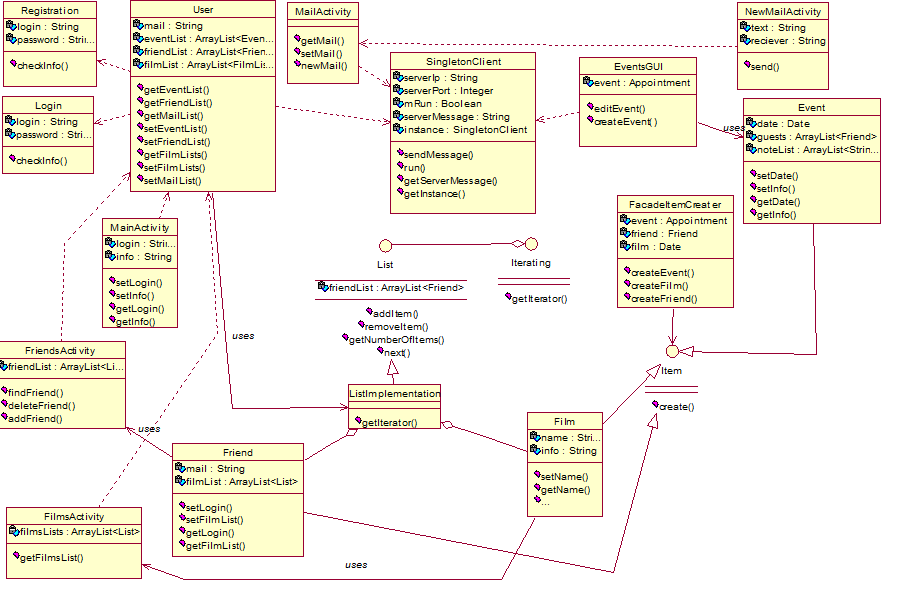 Registration
login : String
password : Stri...
checkInfo()
Login
login : String
password : Stri...
checkInfo()
User
mail : String
eventList : ArrayList<Even...
friendList : ArrayList<Frien...
filmList : ArrayList<FilmLis...
getEventList()
getFriendList()
getMailList()
setEventList()
setFriendList()
getFilmLists()
setFilmLists()
setMailList()
MailActivity
getMail()
setMail()
newMail()
SingletonClient
serverIp : String
serverPort : Integer
mRun : Boolean
serverMessage : String
instance : SingletonClient
sendMessage()
run()
getServerMessage()
getInstance()
EventsGUI
event : Appointment
editEvent()
createEvent()
NewMailActivity
text : String
reciever : String
send()
uses
Event
date : Date
guests : ArrayList<Friend>
noteList : ArrayList<Strin...
setDate()
setInfo()
getDate()
getInfo()
MainActivity
login : Stri...
info : String
setLogin()
setInfo()
getLogin()
getInfo()
List
friendList : ArrayList<Friend>
addItem()
removeItem()
getNumberOfItems()
next()
Iterating
getIterator()
FacadeItemCreater
event : Appointment
friend : Friend
film : Date
createEvent()
createFilm()
createFriend()
uses
FriendsActivity
friendList : ArrayList<Li...
findFriend()
deleteFriend()
addFriend()
Item
create()
ListImplementation
getIterator()
uses
Film
name : Stri...
info : String
setName()
getName()
...
Friend
mail : String
filmList : ArrayList<List>
setLogin()
setFilmList()
getLogin()
getFilmList()
FilmsActivity
filmsLists : ArrayList<List>
getFilmsList()
uses